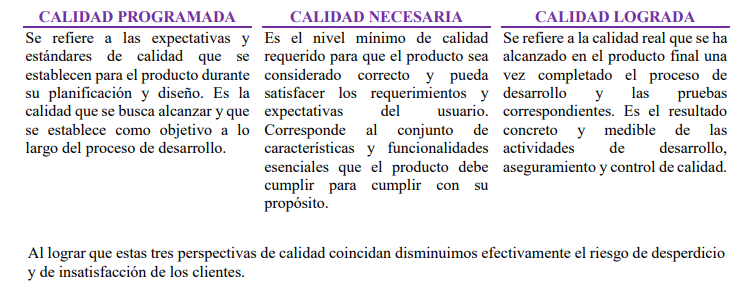 CALIDAD PROGRAMADA
Se refiere a las expectativas y
estándares de calidad que se
establecen para el producto durante
su planificación y diseño. Es la
calidad que se busca alcanzar y que
se establece como objetivo a lo
largo del proceso de desarrollo.
CALIDAD NECESARIA
Es el nivel mínimo de calidad
requerido para que el producto sea
considerado correcto y pueda
satisfacer los requerimientos y
expectativas del usuario.
Corresponde al conjunto de
características y funcionalidades
esenciales que el producto debe
cumplir para cumplir con su
propósito.
CALIDAD LOGRADA
Se refiere a la calidad real que se ha
alcanzado en el producto final una
vez completado el proceso de
desarrollo y las pruebas
correspondientes. Es el resultado
concreto y medible de las
actividades de desarrollo,
aseguramiento y control de calidad.
Al lograr que estas tres perspectivas de calidad coincidan disminuimos efectivamente el riesgo de desperdicio
y de insatisfacción de los clientes.